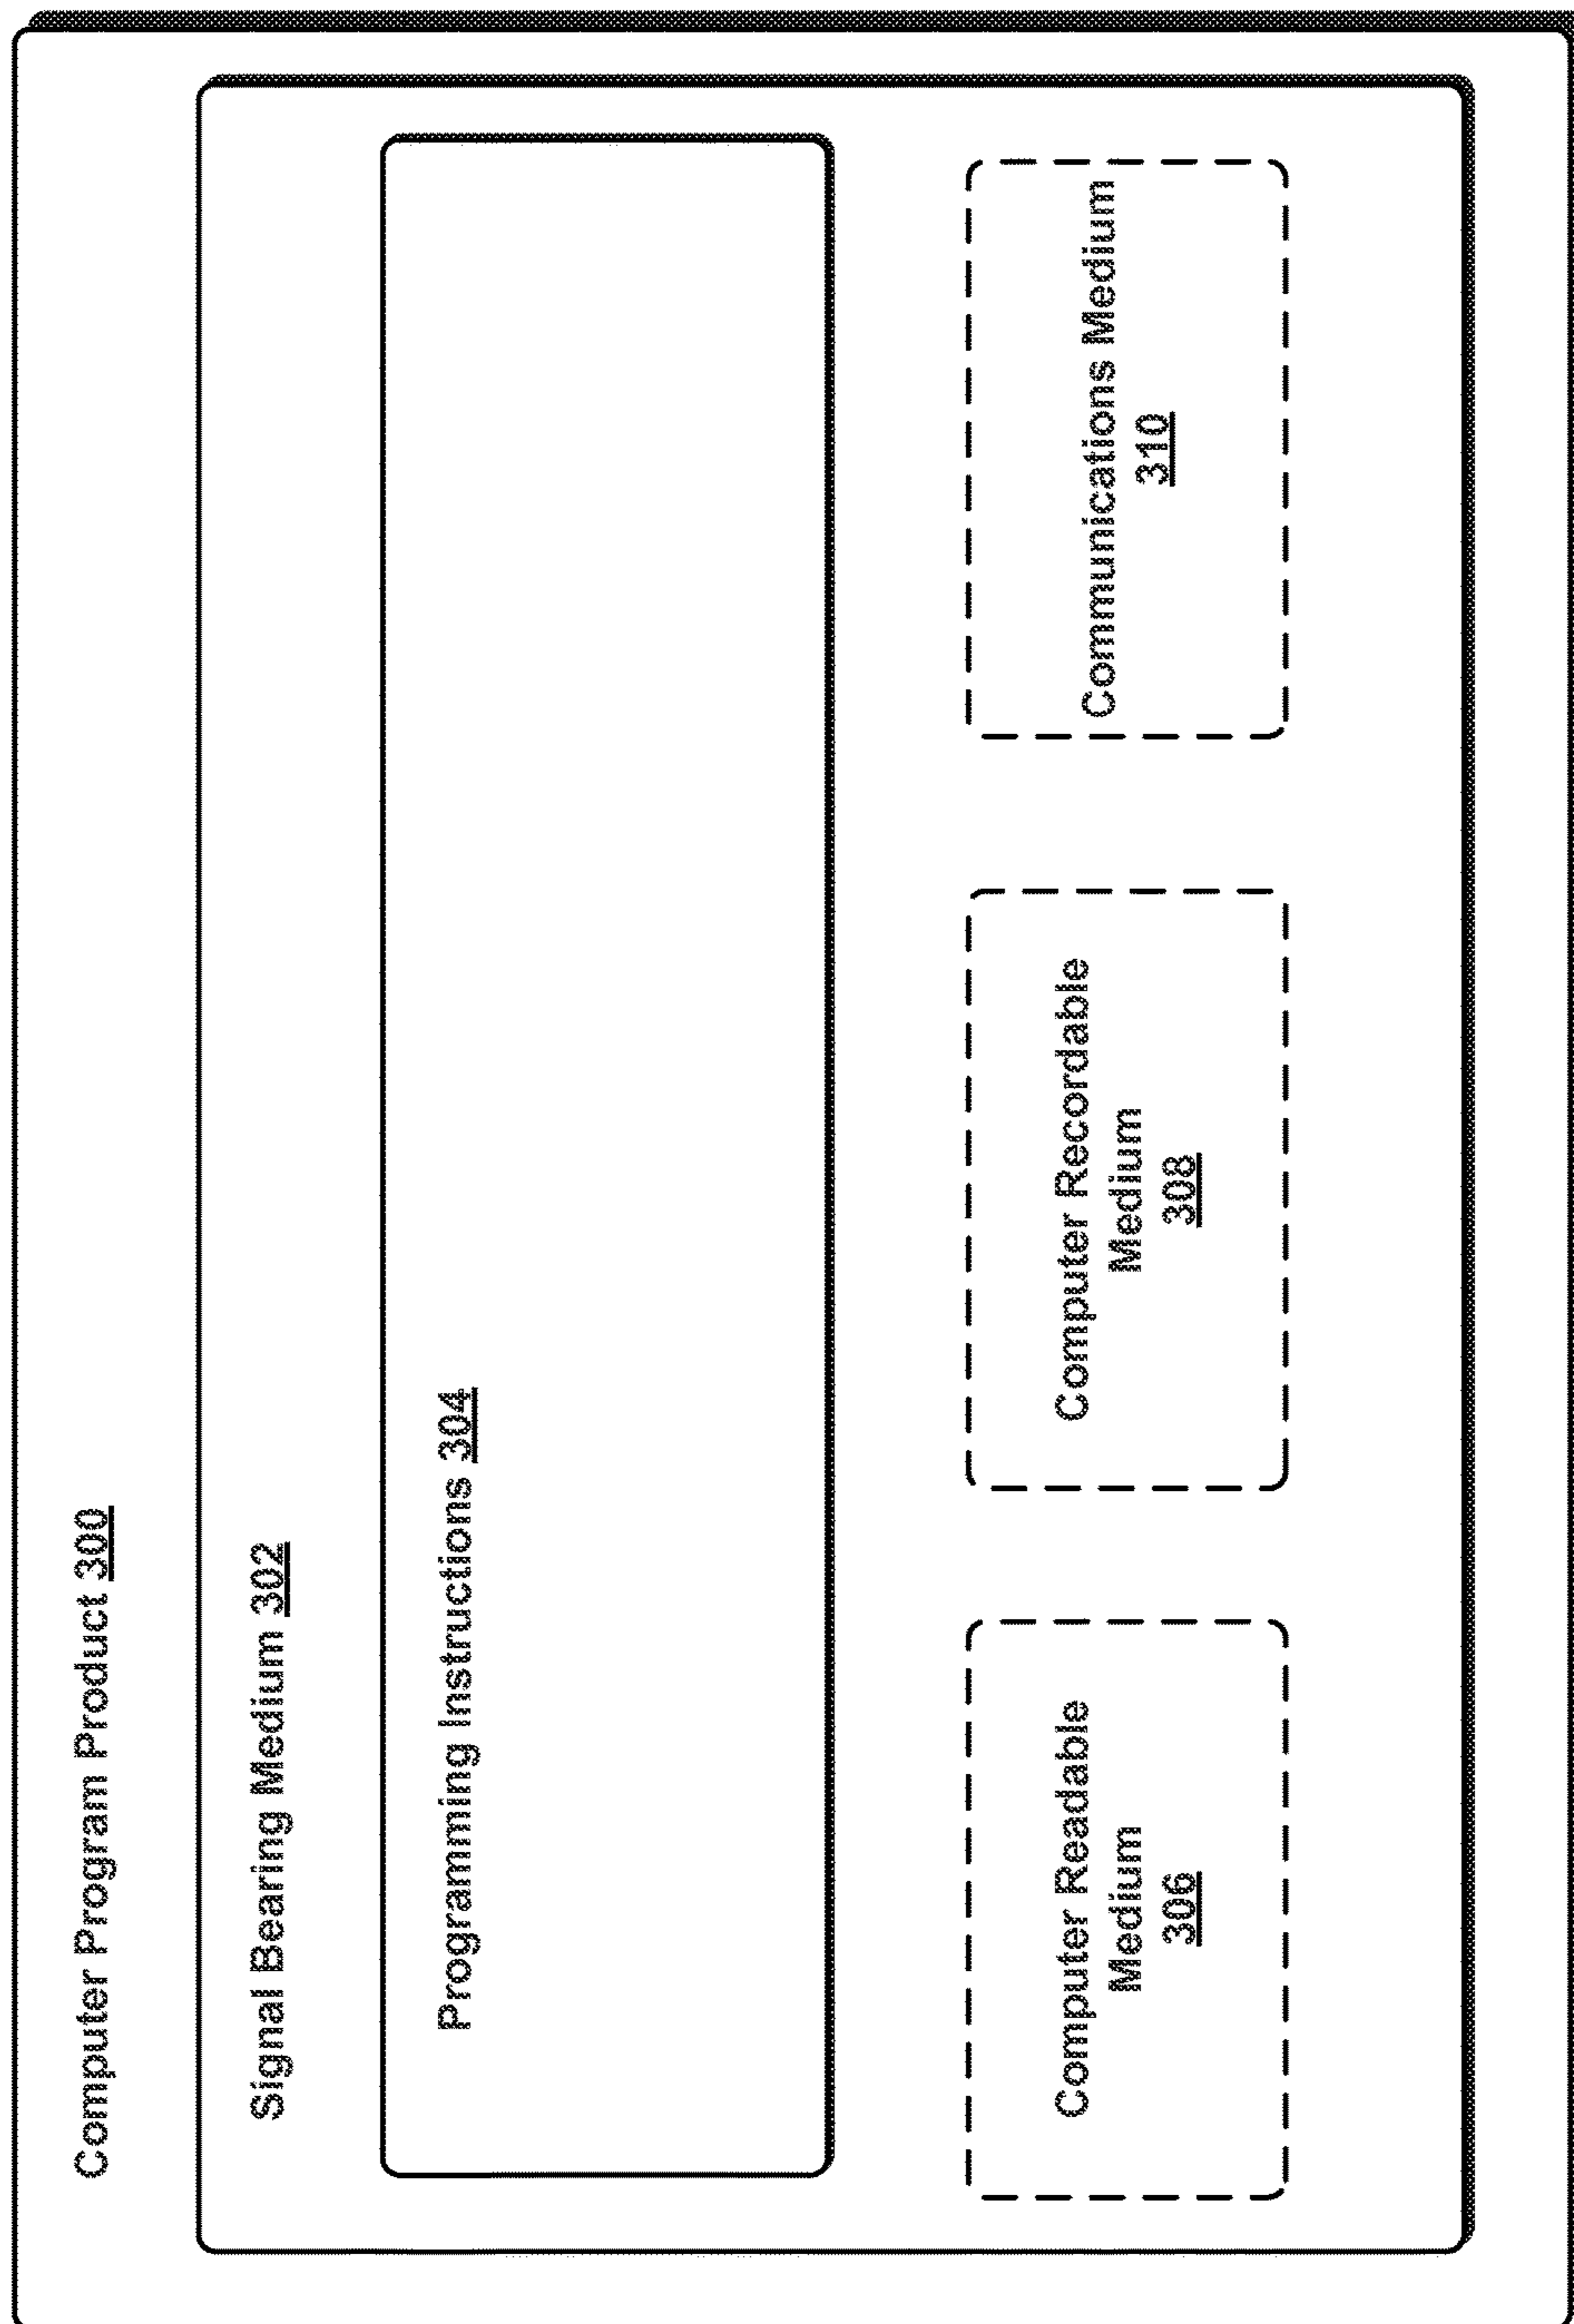 Computer Program Product 300
Signal Bearing Medium 302
Programming Instructions 304
Computer Readable
Medium
306
Computer Recordable
Medium
308
Communications Medium
310